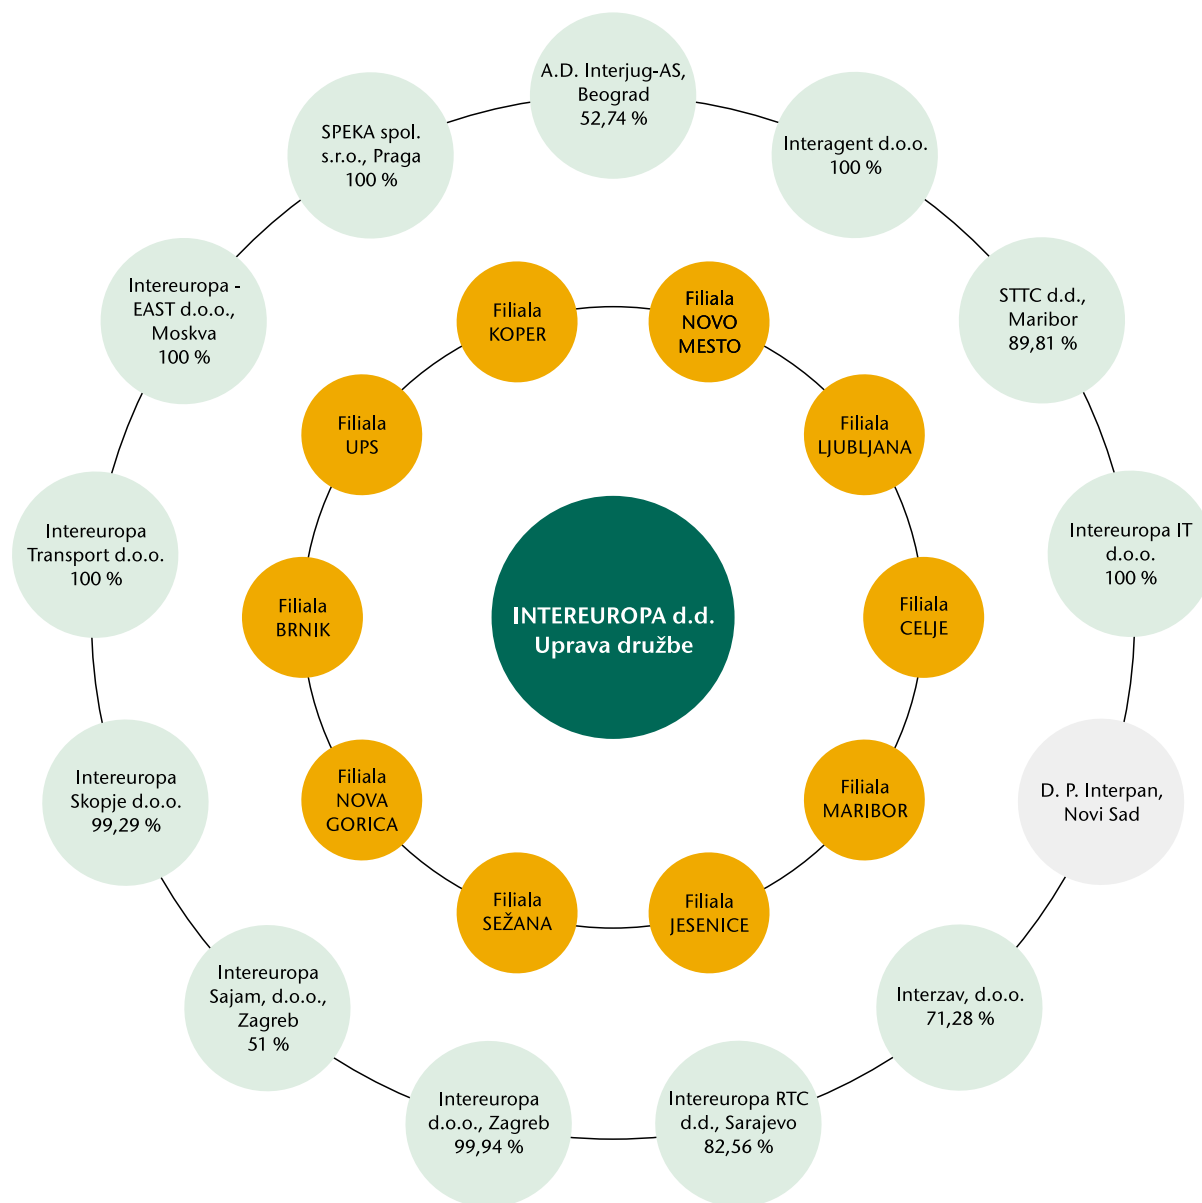 A.D. Interjug-AS,
Beograd
52,74 %
Interagent d.o.o.
100 %
STTC d.d.,
Maribor
89,81 %
Intereuropa IT
d.o.o.
100 %
D. P. Interpan,
Novi Sad
Interzav, d.o.o.
71,28 %
Intereuropa RTC
d.d., Sarajevo
82,56 %
Intereuropa
d.o.o., Zagreb
99,94 %
Intereuropa
Sajam, d.o.o.,
Zagreb
51 %
Intereuropa
Skopje d.o.o.
99,29 %
Intereuropa
Transport d.o.o.
100 %
Intereuropa -
EAST d.o.o.,
Moskva
100 %
SPEKA spol.
s.r.o., Praga
100 %
Filiala
KOPER
Filiala
NOVO
MESTO
Filiala
LJUBLJANA
Filiala
CELJE
Filiala
MARIBOR
Filiala
JESENICE
Filiala
SEŽANA
Filiala
NOVA
GORICA
Filiala
BRNIK
Filiala
UPS
INTEREUROPA d.d.
Uprava družbe